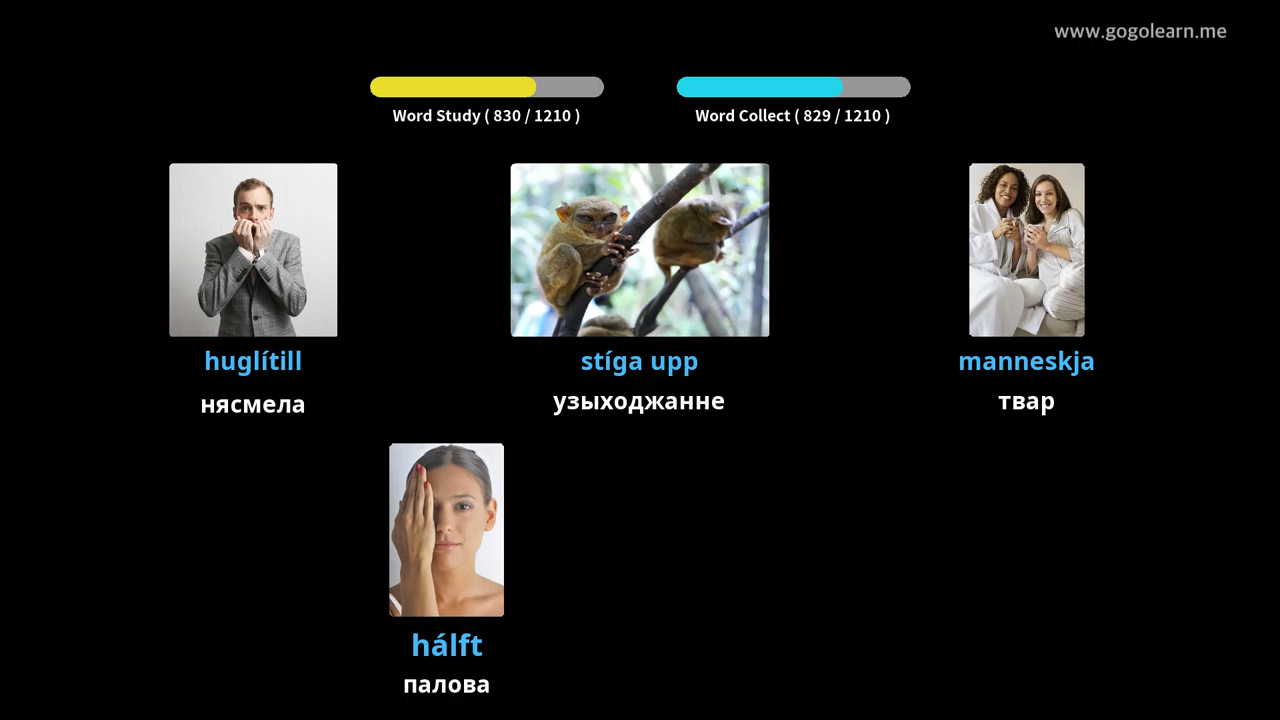 www.gogolearn.me
Word Study ( 830 / 1210 )
Word Collect ( 829 / 1210 )
huglítill
stíga upp
manneskja
нясмела
узыходжанне
твар
hálft
палова